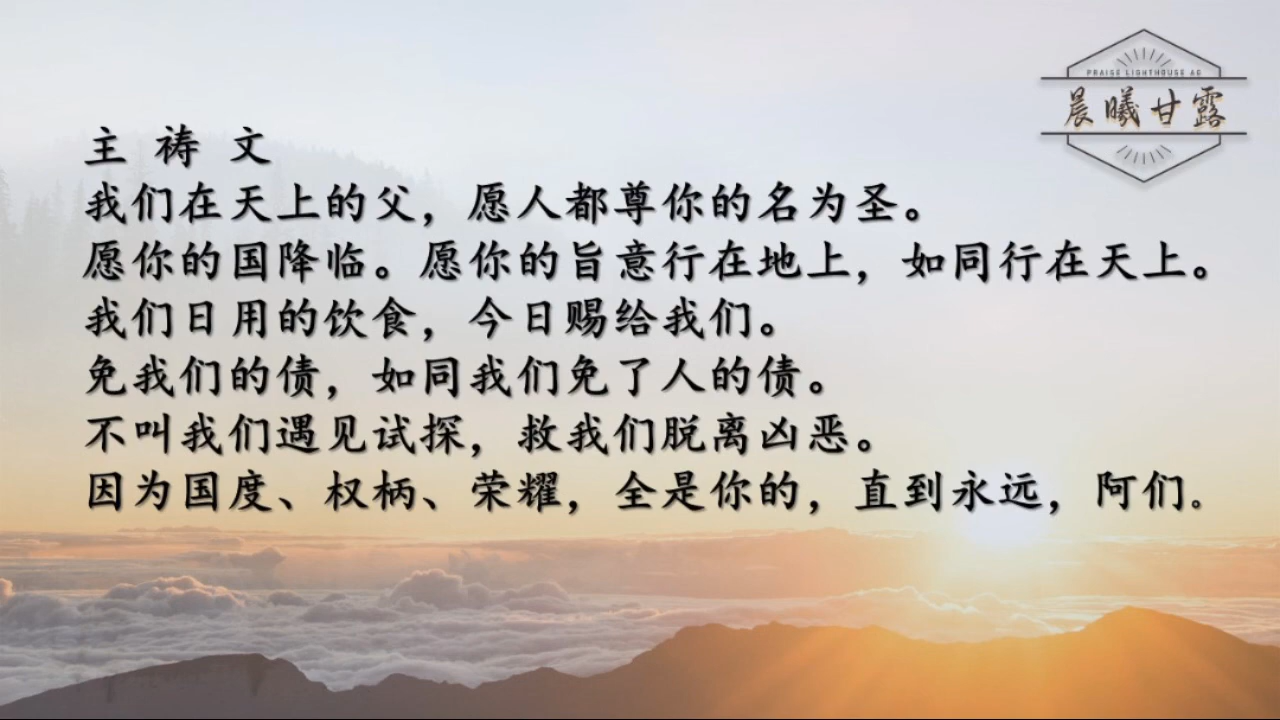 PRAISE LIGHTHOUSE AG
晨曦甘露
主 祷 文
我们在天上的父，愿人都尊你的名为圣。
愿你的国降临。愿你的旨意行在地上，如同行在天上。
我们日用的饮食，今日赐给我们。
免我们的债，如同我们免了人的债。
不叫我们遇见试探，救我们脱离凶恶。
因为国度、权柄、荣耀，全是你的，直到永远，阿们。